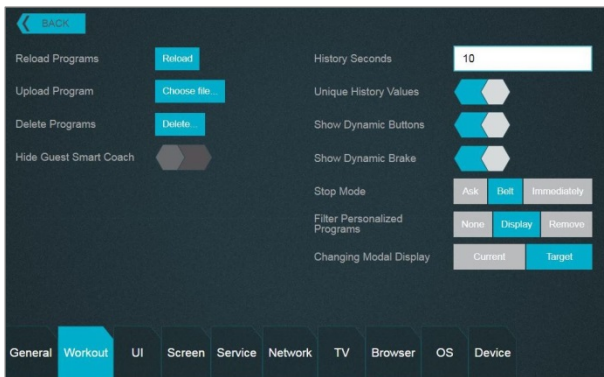 BACK
Reload Programs
Reload
Upload Program
Choose file...
Delete Programs
Delete...
Hide Guest Smart Coach
History Seconds
10
Unique History Values
Show Dynamic Buttons
Show Dynamic Brake
Stop Mode
Ask Belt Immediately
Filter Personalized
Programs
None Display Remove
Changing Modal Display
Current Target
General Workout UI Screen Service Network TV Browser OS Device